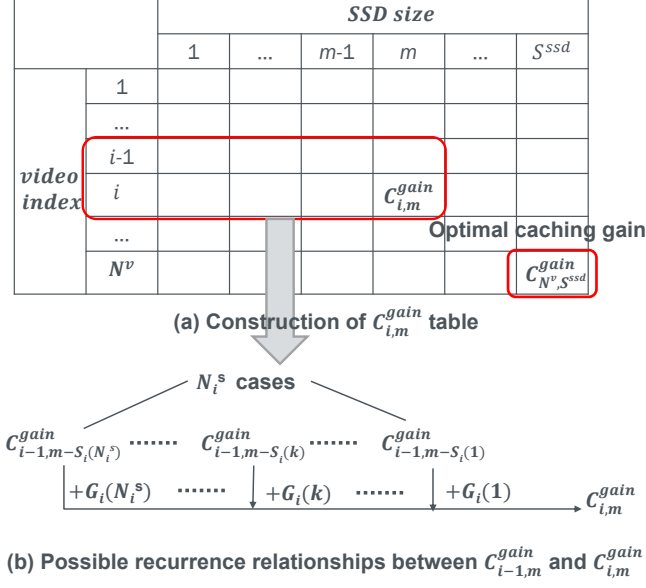 SSD size
1 ... m-1 m ... S^ssd
1
...
i-1
video index
i C^gain_i,m
...
Optimal caching gain
N^v C^gain_N^v,S^ssd
(a) Construction of C^gain_i,m table
N_i^s cases
C^gain_i−1,m−S_i(N_i^s) ······ C^gain_i−1,m−S_i(k) ······ C^gain_i−1,m−S_i(1)
+G_i(N_i^s) ······ +G_i(k) ······ +G_i(1) C^gain_i,m
(b) Possible recurrence relationships between C^gain_i−1,m and C^gain_i,m